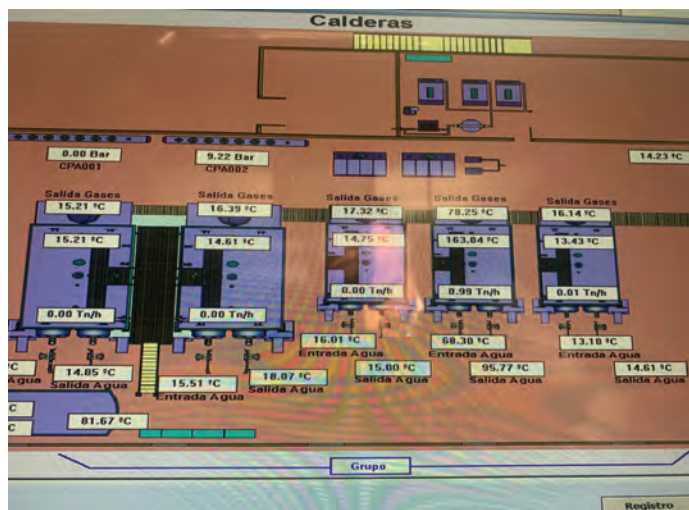 Calderas
0.00 Bar
CPA001
9.22 Bar
CPA002
14.23 ºC
Salida Gases
15.21 ºC
Salida Gases
16.39 ºC
Salida Gases
17.32 ºC
Salida Gases
78.25 ºC
Salida Gases
16.14 ºC
15.21 ºC
14.61 ºC
14.75 ºC
163.04 ºC
13.43 ºC
0.00 Tn/h
0.00 Tn/h
0.00 Tn/h
0.99 Tn/h
0.01 Tn/h
16.01 ºC
Entrada Agua
68.30 ºC
Entrada Agua
13.10 ºC
Entrada Agua
ºC
Agua
14.85 ºC
Salida Agua
15.51 ºC
Entrada Agua
18.07 ºC
Salida Agua
15.00 ºC
Salida Agua
95.77 ºC
Salida Agua
14.61 ºC
Salida Agua
ºC
ºC
81.67 ºC
Grupo
Registro